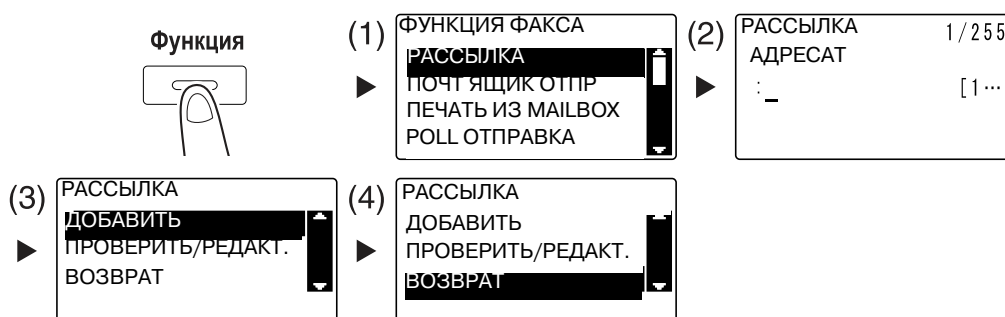 Функция
(1)
ФУНКЦИЯ ФАКСА
РАССЫЛКА
ПОЧТ ЯЩИК ОТПР
ПЕЧАТЬ ИЗ MAILBOX
POLL ОТПРАВКА
(2)
РАССЫЛКА 1/255
АДРЕСАТ
:_ [1…
(3)
РАССЫЛКА
ДОБАВИТЬ
ПРОВЕРИТЬ/РЕДАКТ.
ВОЗВРАТ
(4)
РАССЫЛКА
ДОБАВИТЬ
ПРОВЕРИТЬ/РЕДАКТ.
ВОЗВРАТ